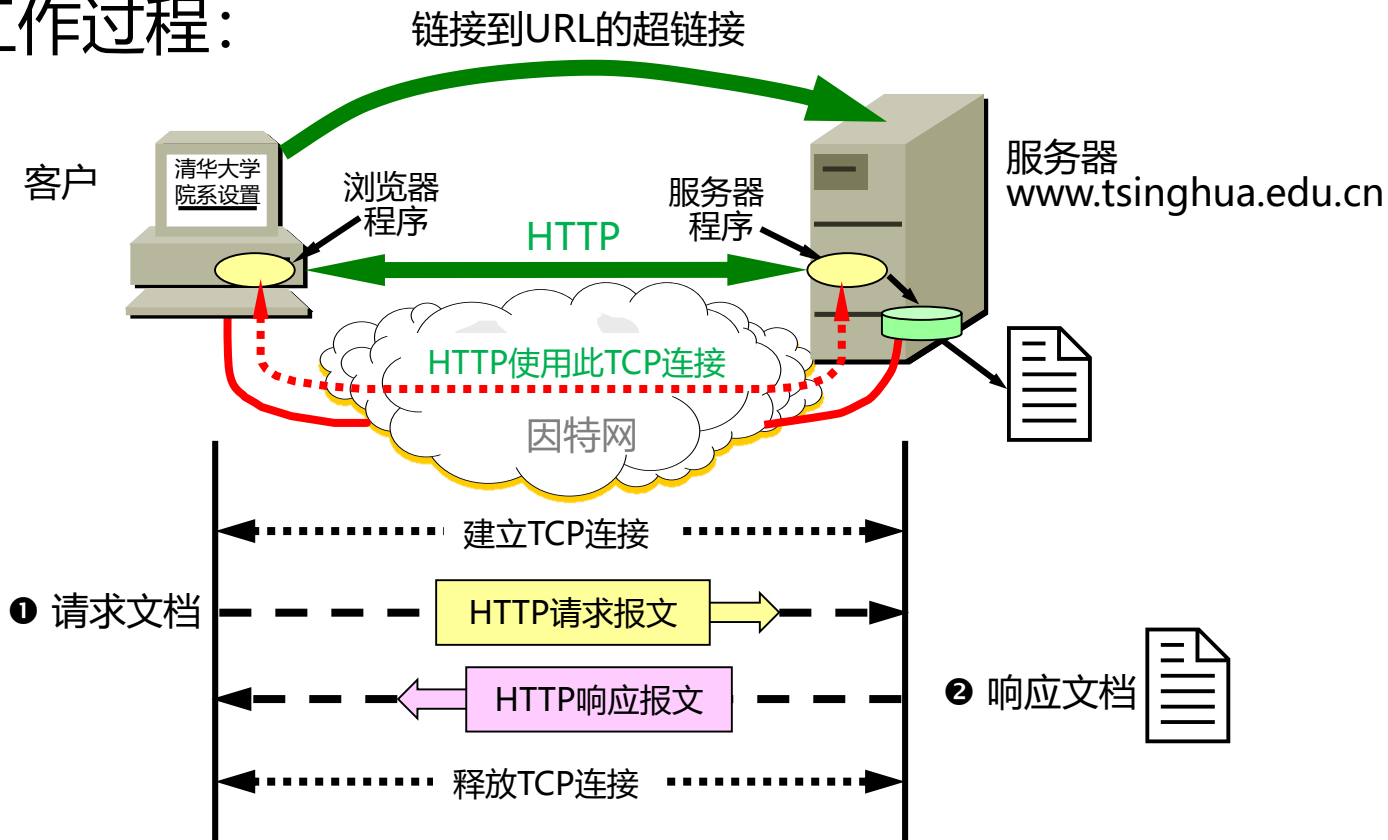 工作过程：
链接到URL的超链接
客户
清华大学
院系设置
浏览器
程序
HTTP
服务器
程序
服务器
www.tsinghua.edu.cn
HTTP使用此TCP连接
因特网
建立TCP连接
❶ 请求文档
HTTP请求报文
HTTP响应报文
❷ 响应文档
释放TCP连接